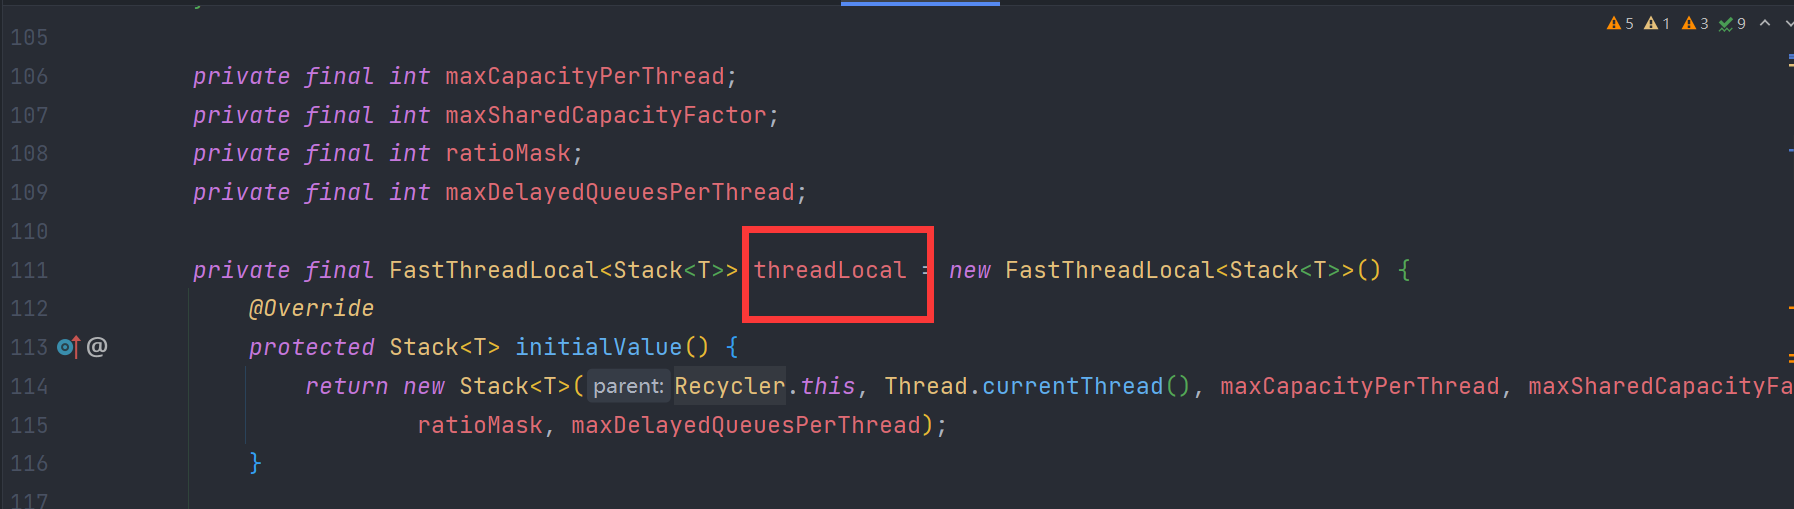 5 1 3 9
105
106 private final int maxCapacityPerThread;
107 private final int maxSharedCapacityFactor;
108 private final int ratioMask;
109 private final int maxDelayedQueuesPerThread;
110
111 private final FastThreadLocal<Stack<T>> threadLocal = new FastThreadLocal<Stack<T>>() {
112 @Override
113 @ protected Stack<T> initialValue() {
114 return new Stack<T>( parent: Recycler.this, Thread.currentThread(), maxCapacityPerThread, maxSharedCapacityFa
115 ratioMask, maxDelayedQueuesPerThread);
116 }
117